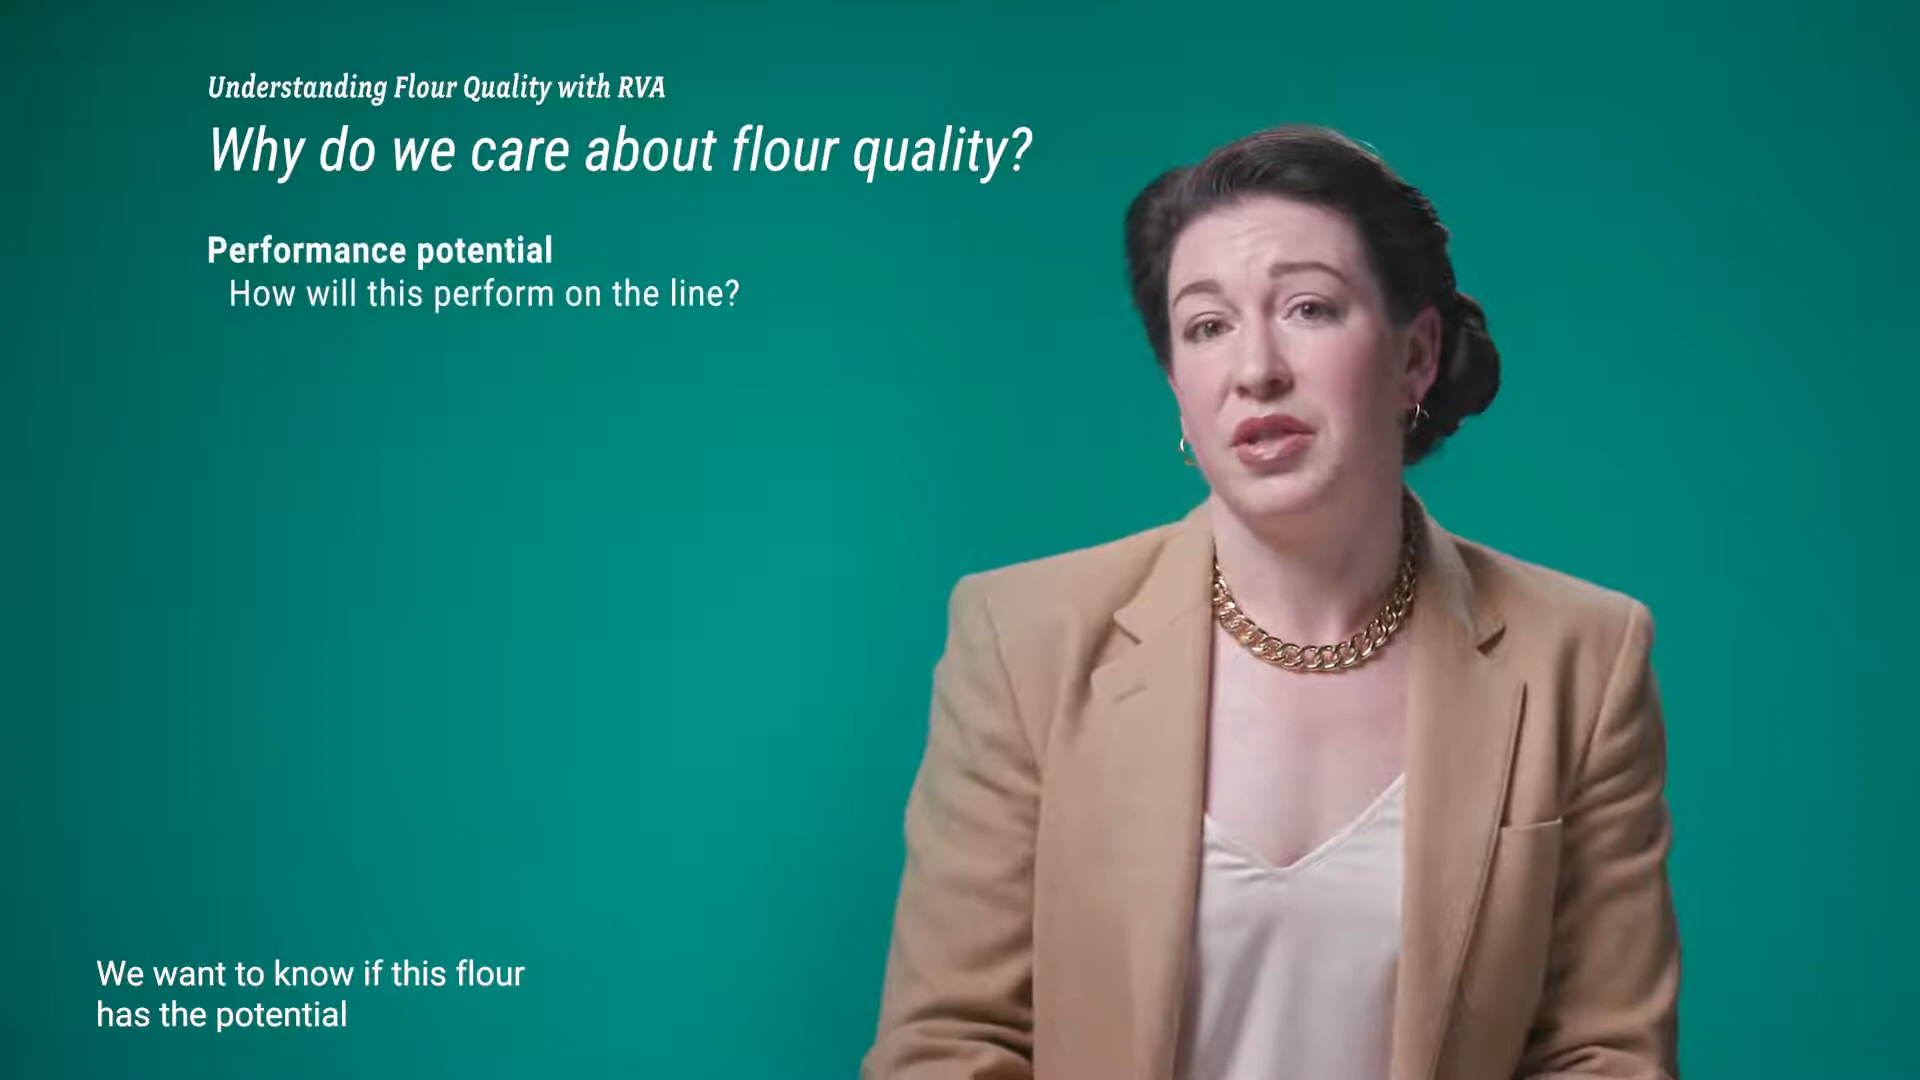 Understanding Flour Quality with RVA
Why do we care about flour quality?
Performance potential
How will this perform on the line?
We want to know if this flour
has the potential